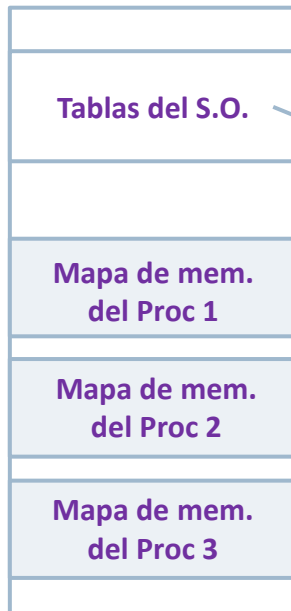 Tablas del S.O.
Mapa de mem.
del Proc 1
Mapa de mem.
del Proc 2
Mapa de mem.
del Proc 3